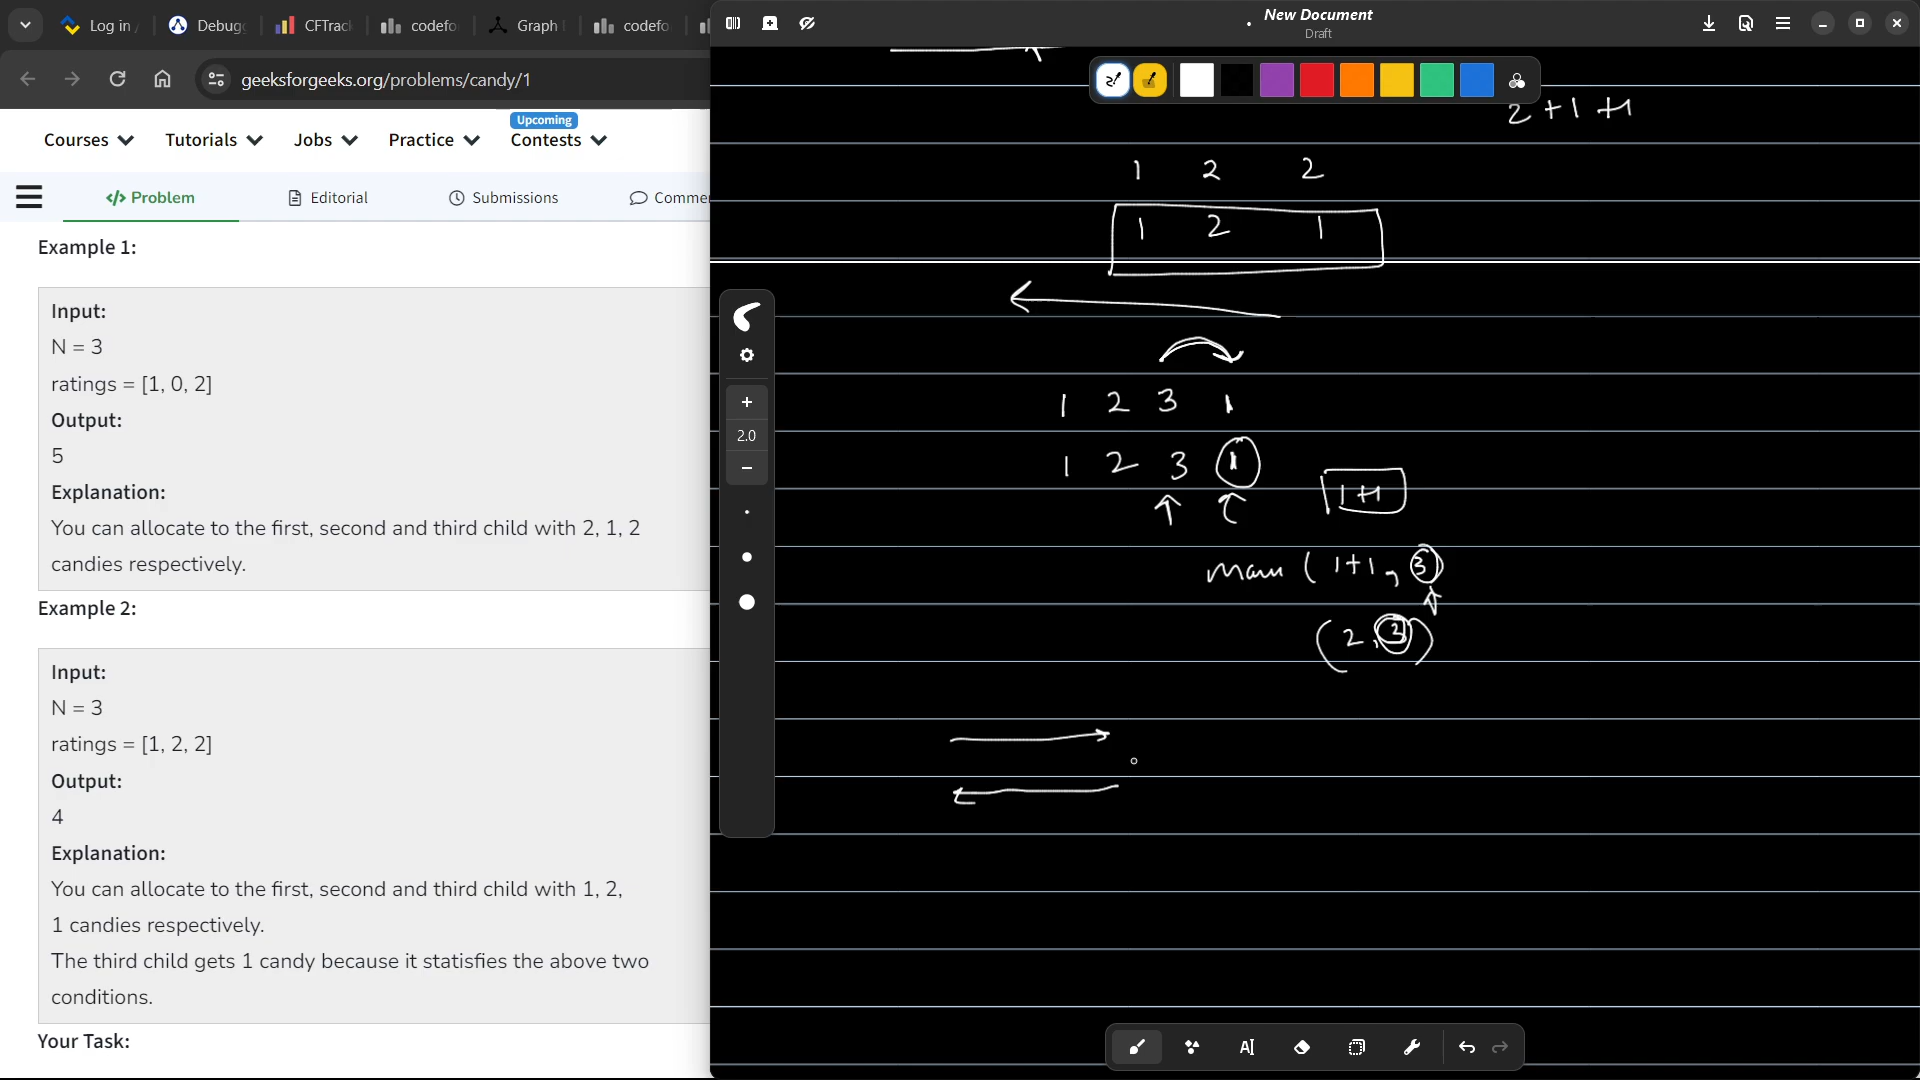 Log in
Debugg
CFTrack
codefo
Graph
codefo
geeksforgeeks.org/problems/candy/1
Courses
Tutorials
Jobs
Practice
Upcoming
Contests
</> Problem
Editorial
Submissions
Comme
Example 1:
Input:
N = 3
ratings = [1, 0, 2]
Output:
5
Explanation:
You can allocate to the first, second and third child with 2, 1, 2
candies respectively.
Example 2:
Input:
N = 3
ratings = [1, 2, 2]
Output:
4
Explanation:
You can allocate to the first, second and third child with 1, 2,
1 candies respectively.
The third child gets 1 candy because it statisfies the above two
conditions.
Your Task:
New Document
Draft
2+1+1
1 2 2
1 2 1
+
2.0
−
1 2 3 1
1 2 3 1
1+1
max (1+1, 3)
(2, 3)